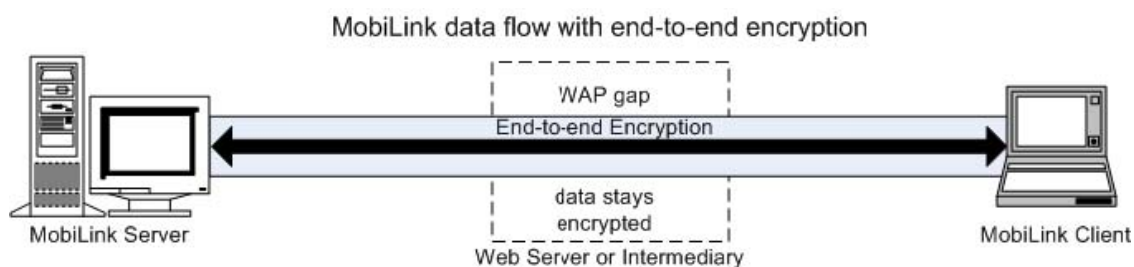 MobiLink data flow with end-to-end encryption
WAP gap
End-to-end Encryption
data stays
encrypted
MobiLink Server
MobiLink Client
Web Server or Intermediary